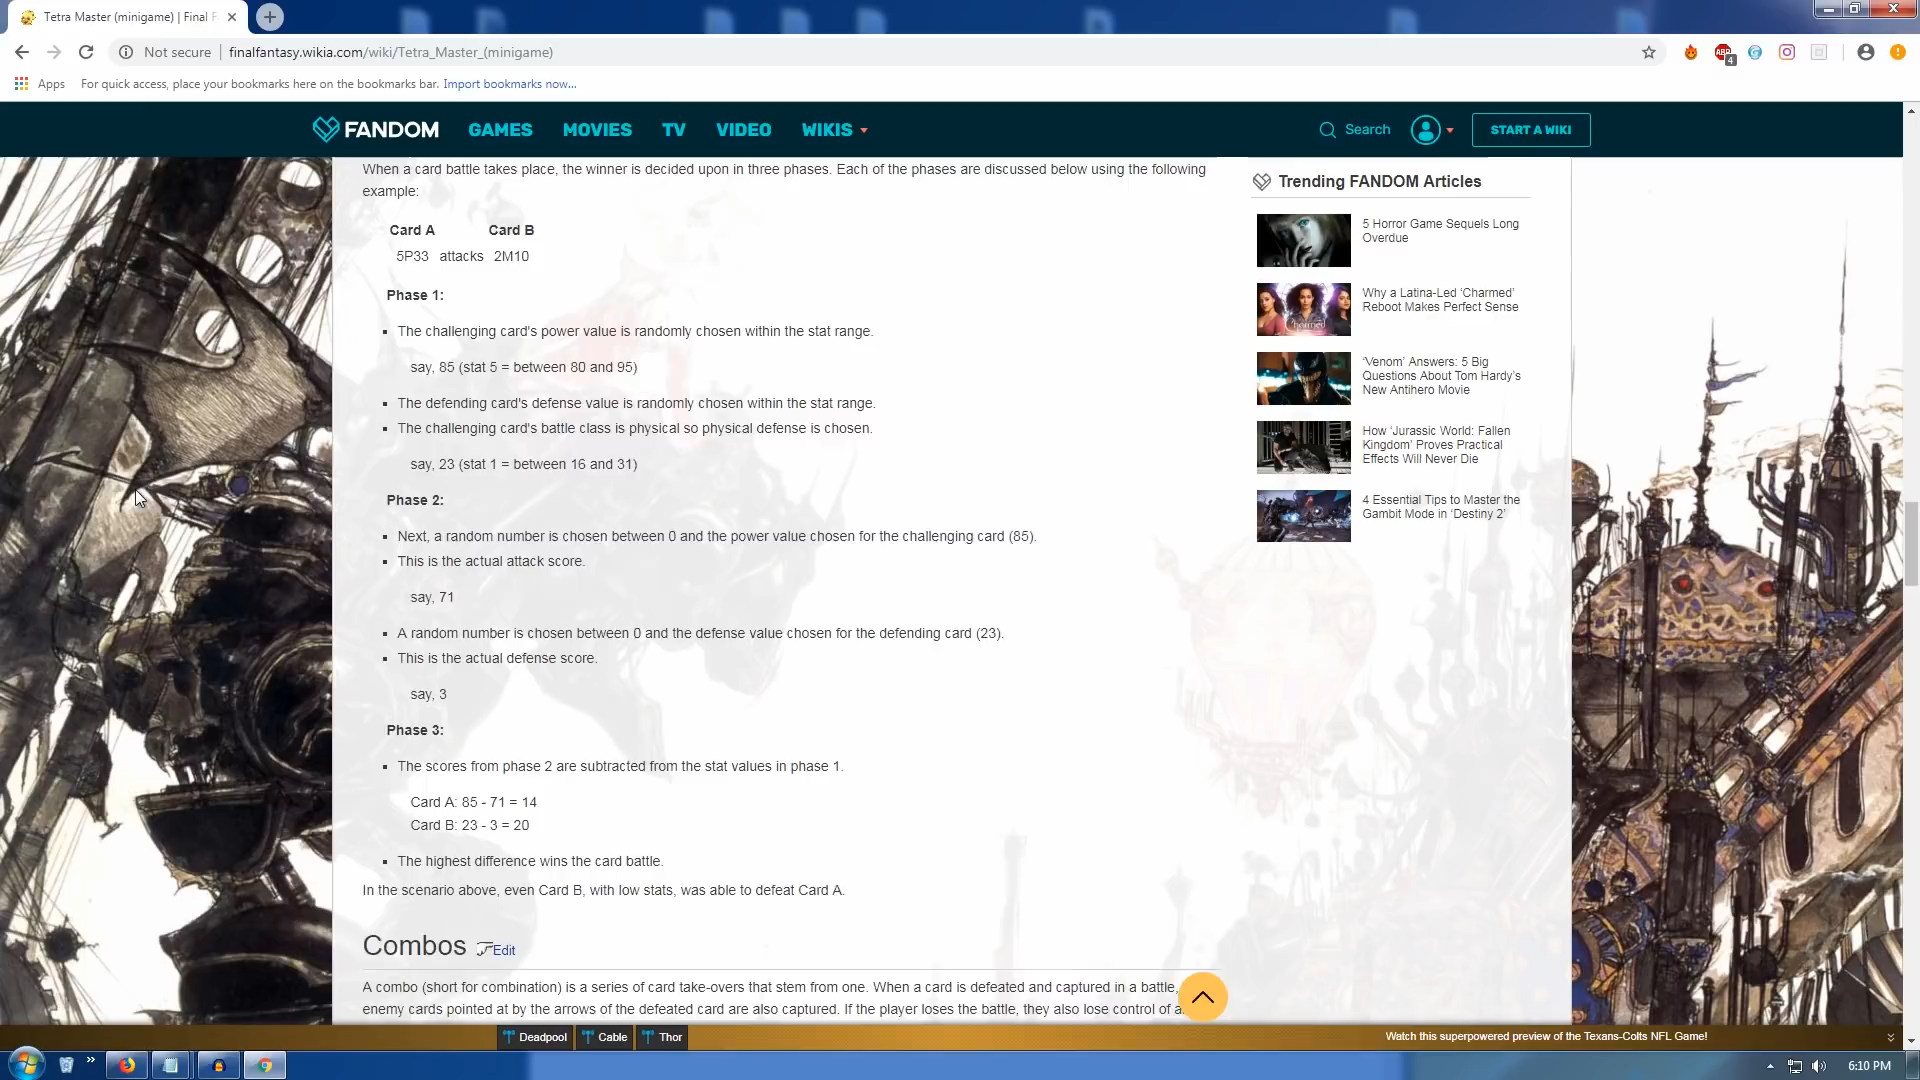 Tetra Master (minigame) | Final F
Not secure | finalfantasy.wikia.com/wiki/Tetra_Master_(minigame)
ABP
4
Apps For quick access, place your bookmarks here on the bookmarks bar. Import bookmarks now...
FANDOM GAMES MOVIES TV VIDEO WIKIS Search START A WIKI
When a card battle takes place, the winner is decided upon in three phases. Each of the phases are discussed below using the following
example:
Card A Card B
5P33 attacks 2M10
Phase 1:
The challenging card's power value is randomly chosen within the stat range.
say, 85 (stat 5 = between 80 and 95)
The defending card's defense value is randomly chosen within the stat range.
The challenging card's battle class is physical so physical defense is chosen.
say, 23 (stat 1 = between 16 and 31)
Phase 2:
Next, a random number is chosen between 0 and the power value chosen for the challenging card (85).
This is the actual attack score.
say, 71
A random number is chosen between 0 and the defense value chosen for the defending card (23).
This is the actual defense score.
say, 3
Phase 3:
The scores from phase 2 are subtracted from the stat values in phase 1.
Card A: 85 - 71 = 14
Card B: 23 - 3 = 20
The highest difference wins the card battle.
In the scenario above, even Card B, with low stats, was able to defeat Card A.
Combos Edit
A combo (short for combination) is a series of card take-overs that stem from one. When a card is defeated and captured in a battle,
enemy cards pointed at by the arrows of the defeated card are also captured. If the player loses the battle, they also lose control of a
Trending FANDOM Articles
5 Horror Game Sequels Long
Overdue
Charmed
Why a Latina-Led ‘Charmed’
Reboot Makes Perfect Sense
‘Venom’ Answers: 5 Big
Questions About Tom Hardy’s
New Antihero Movie
How ‘Jurassic World: Fallen
Kingdom’ Proves Practical
Effects Will Never Die
4 Essential Tips to Master the
Gambit Mode in ‘Destiny 2’
Deadpool Cable Thor Watch this superpowered preview of the Texans-Colts NFL Game!
6:10 PM